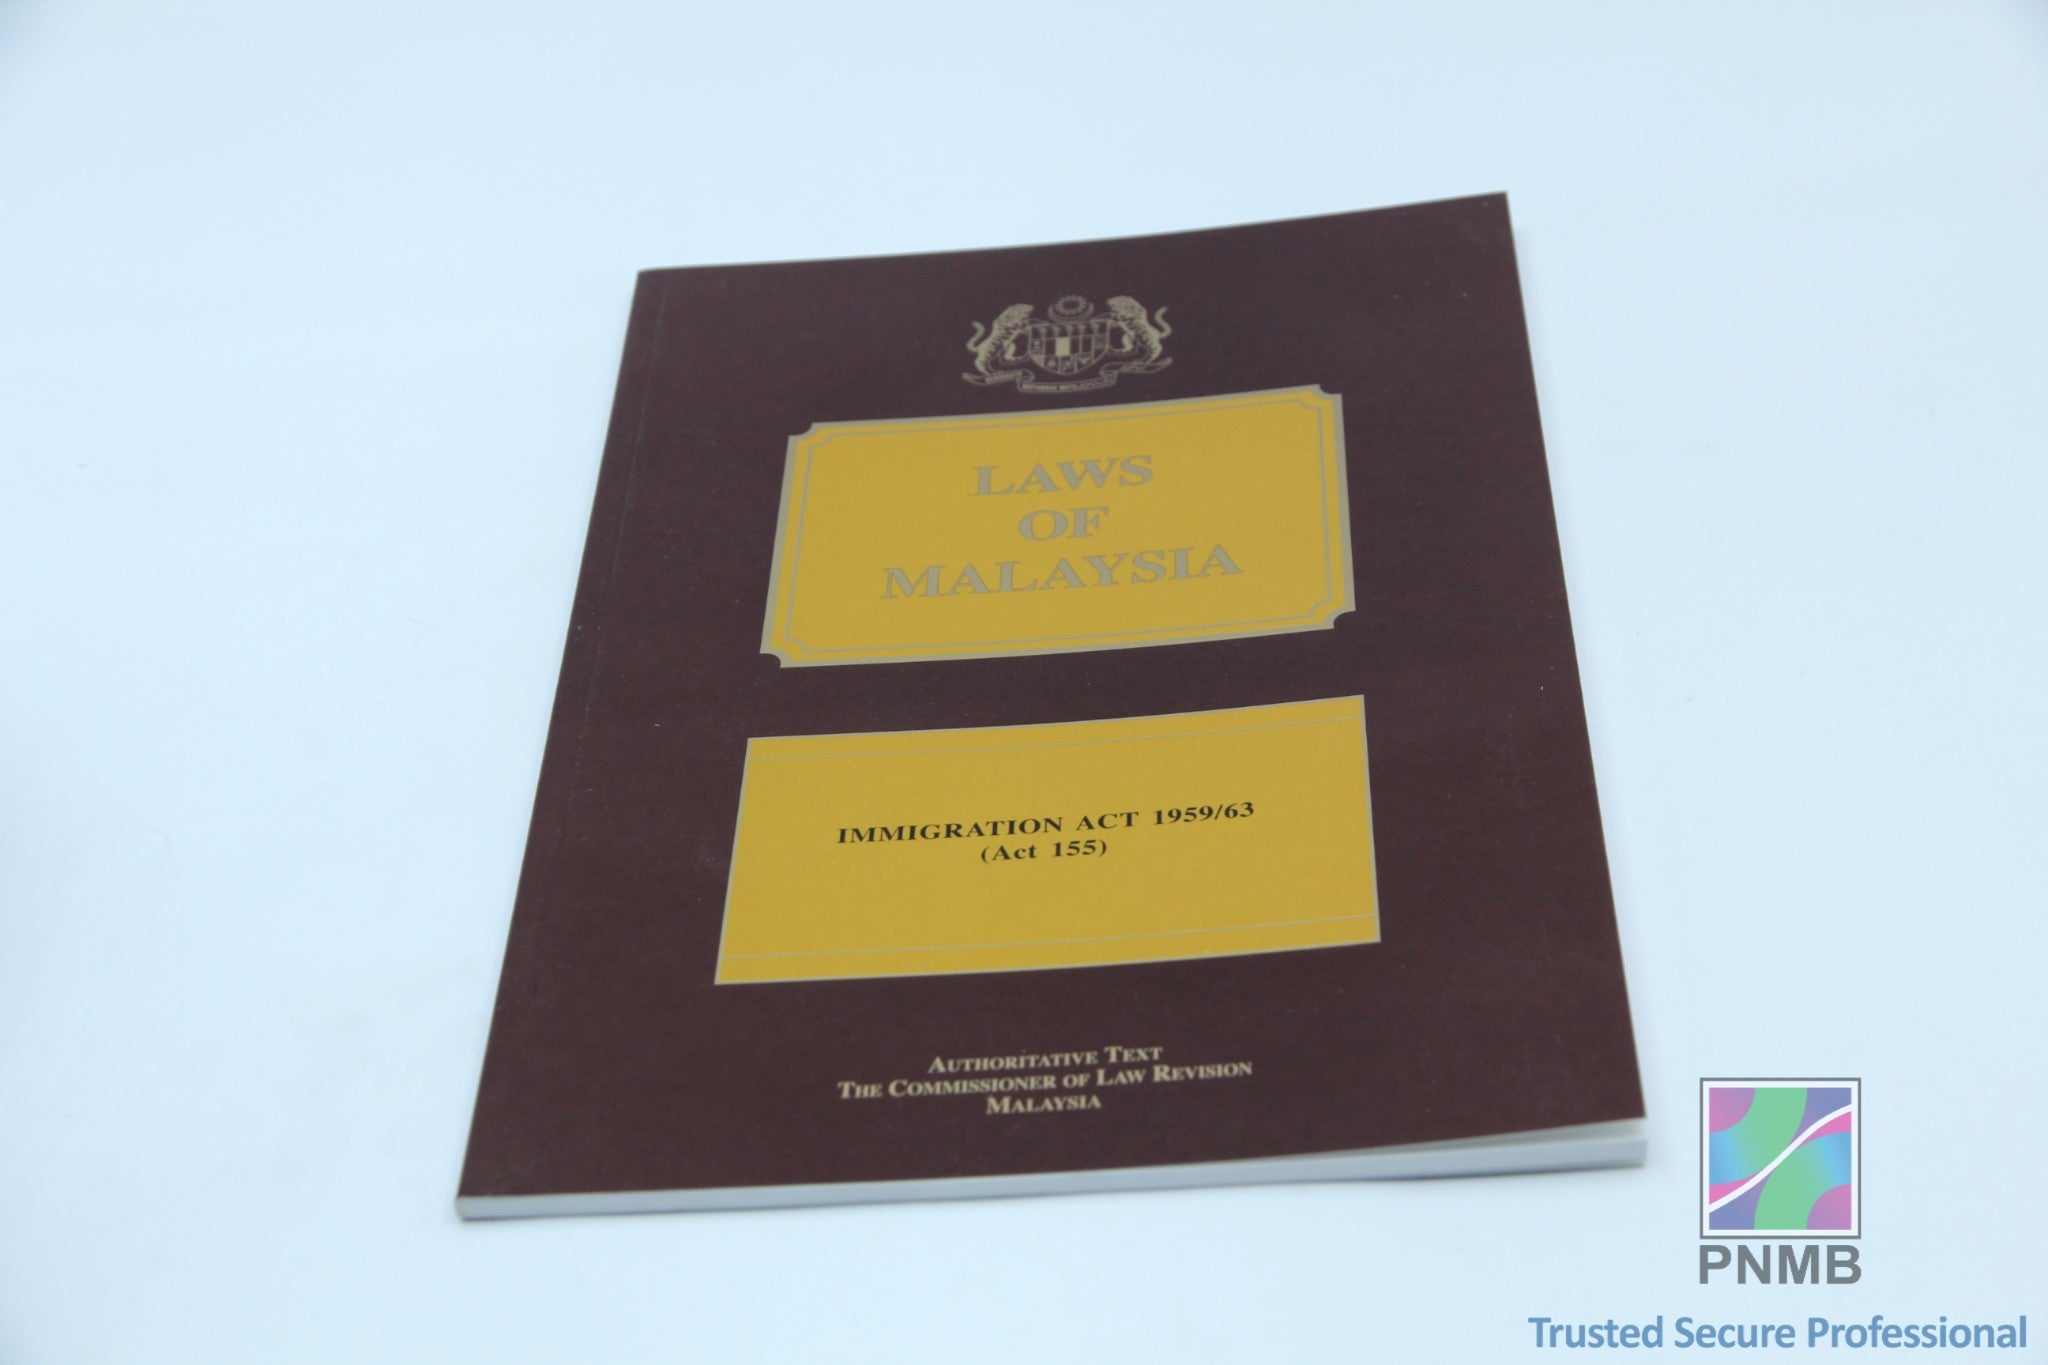 LAWS
OF
MALAYSIA
IMMIGRATION ACT 1959/63
(Act 155)
AUTHORITATIVE TEXT
THE COMMISSIONER OF LAW REVISION
MALAYSIA
PNMB
Trusted Secure Professional